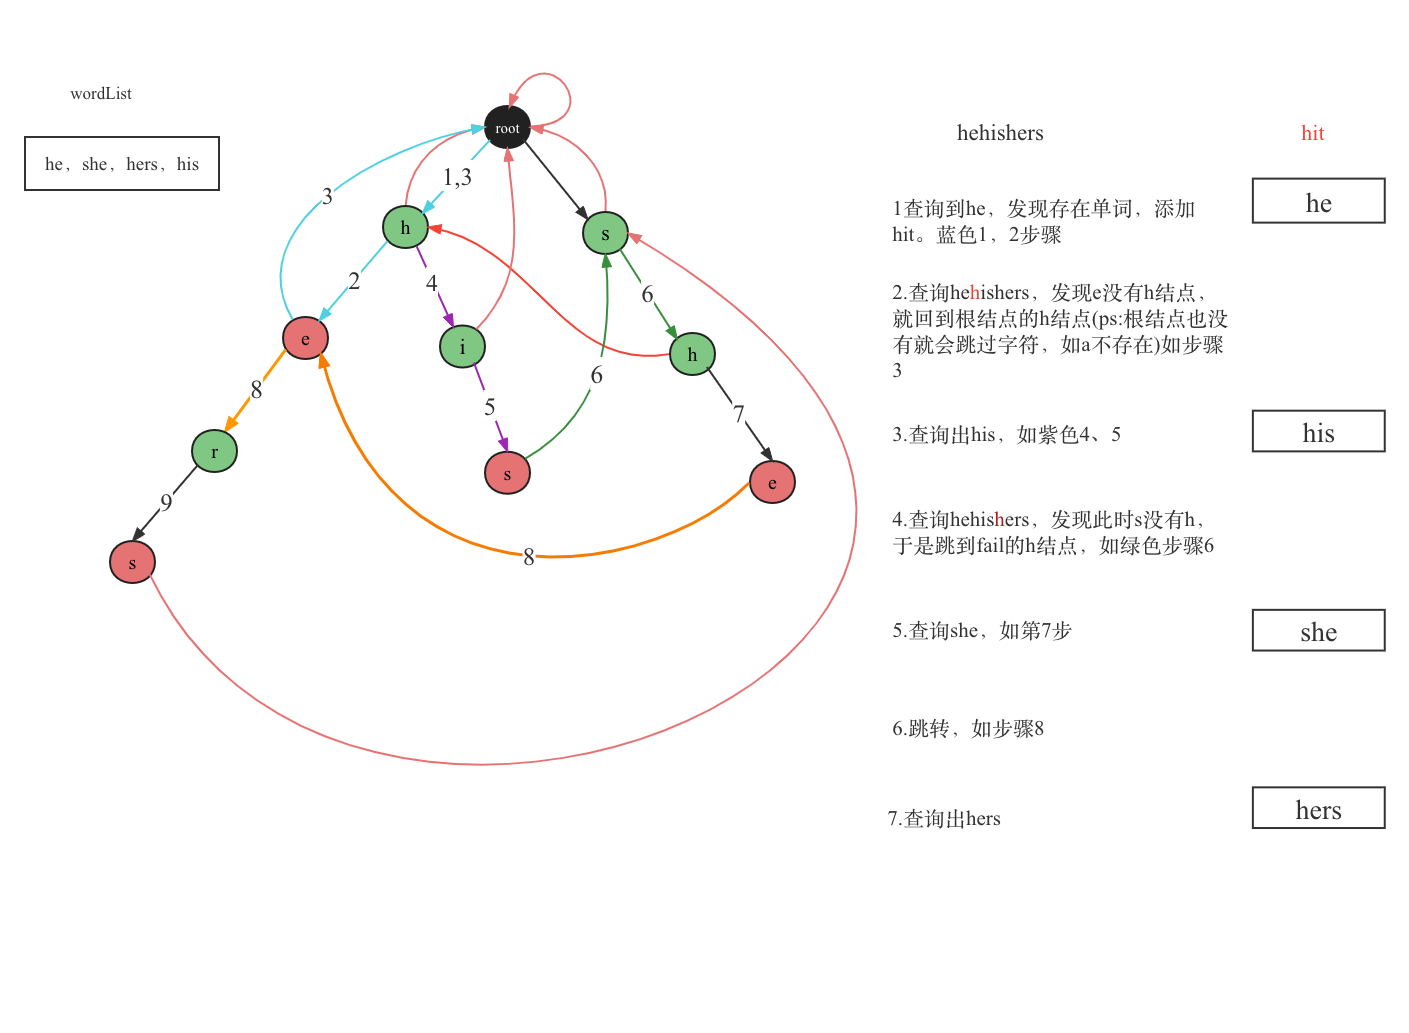 wordList
he，she，hers，his
root
1,3
3
h
s
2
4
6
e
i
h
8
5
6
7
r
s
e
9
8
s
hehishers
hit
1查询到he，发现存在单词，添加
hit。蓝色1，2步骤
he
2.查询hehishers，发现e没有h结点，
就回到根结点的h结点(ps:根结点也没
有就会跳过字符，如a不存在)如步骤
3
3.查询出his，如紫色4、5
his
4.查询hehishers，发现此时s没有h，
于是跳到fail的h结点，如绿色步骤6
5.查询she，如第7步
she
6.跳转，如步骤8
7.查询出hers
hers